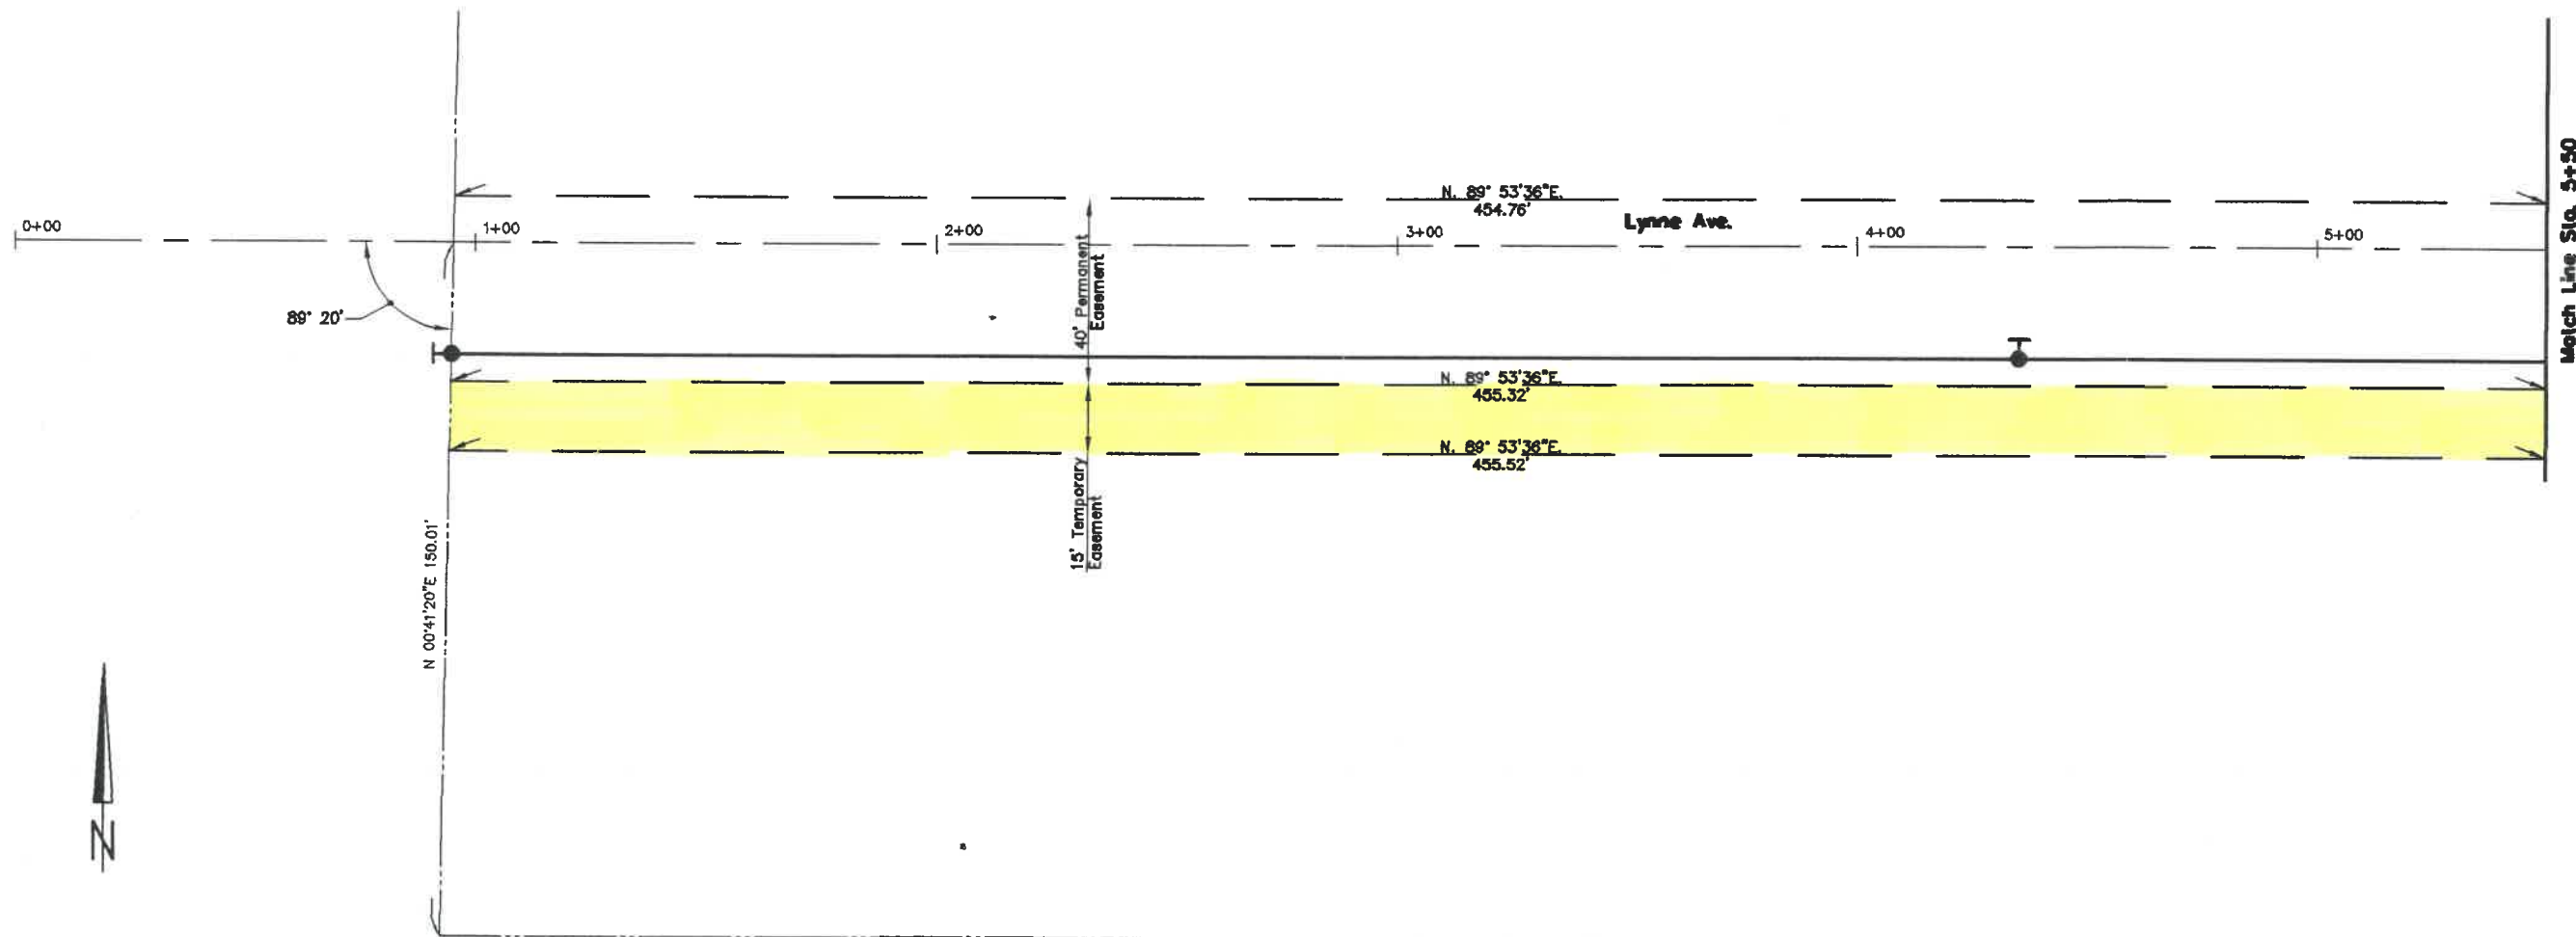 N. 89° 53'36"E.
454.76'
Lynne Ave.
0+00
1+00
2+00
3+00
4+00
5+00
Match Line Sta. 5+50
89° 20'
40' Permanent
Easement
N. 89° 53'36"E.
455.32'
N. 89° 53'36"E.
455.52'
15' Temporary
Easement
N 00°41'20"E 150.01'
N